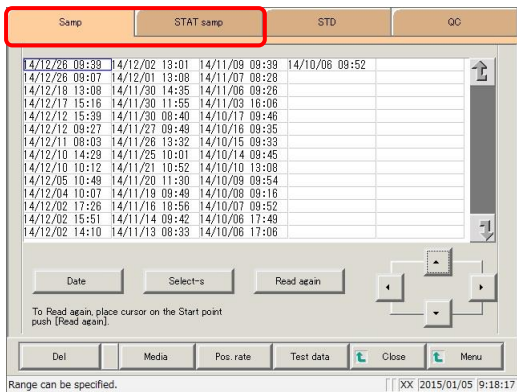 Samp STAT samp STD QC
14/12/26 09:39 14/12/02 13:01 14/11/09 09:39 14/10/06 09:52
14/12/26 09:07 14/12/01 13:08 14/11/07 08:28
14/12/18 13:08 14/11/30 14:35 14/11/06 09:26
14/12/17 15:16 14/11/30 11:55 14/11/03 16:06
14/12/12 15:39 14/11/30 08:40 14/10/17 09:46
14/12/12 09:27 14/11/27 09:49 14/10/16 09:35
14/12/11 08:03 14/11/26 13:32 14/10/15 09:33
14/12/10 14:29 14/11/25 10:01 14/10/14 09:45
14/12/10 10:12 14/11/21 10:52 14/10/10 13:08
14/12/05 10:49 14/11/20 11:30 14/10/09 09:54
14/12/04 10:07 14/11/19 09:49 14/10/08 09:16
14/12/02 17:26 14/11/16 18:56 14/10/07 09:52
14/12/02 15:51 14/11/14 09:42 14/10/06 17:49
14/12/02 14:10 14/11/13 08:33 14/10/06 17:06
Date Select-s Read again
To Read again, place cursor on the Start point
push [Read again].
Del Media Pos. rate Test data Close Menu
Range can be specified. XX 2015/01/05 9:18:17